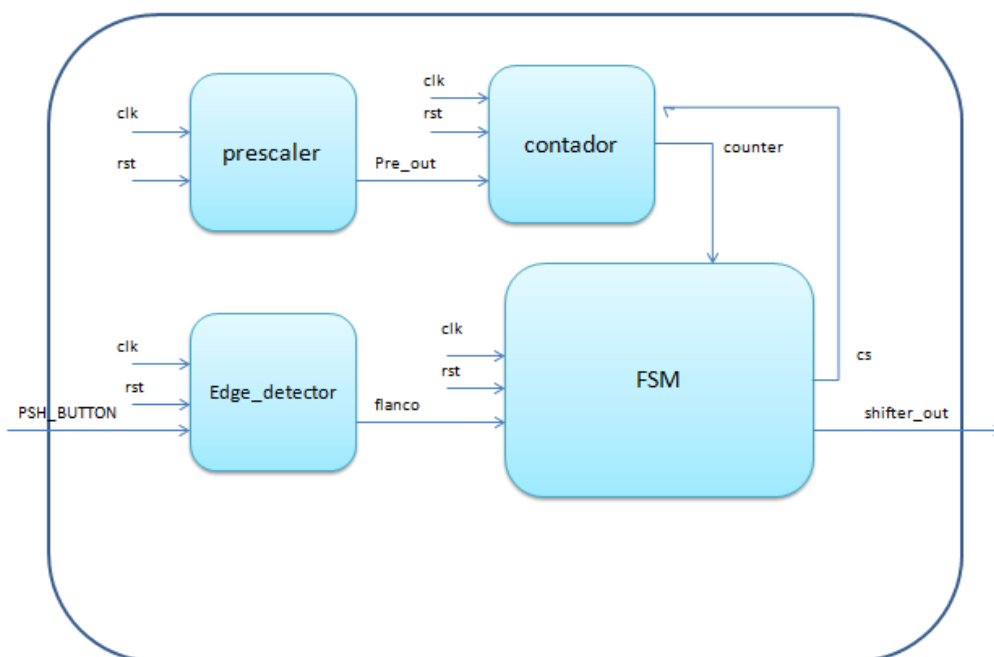 clk
rst
prescaler
Pre_out
clk
rst
contador
counter
clk
rst
PSH_BUTTON
Edge_detector
flanco
clk
rst
FSM
cs
shifter_out